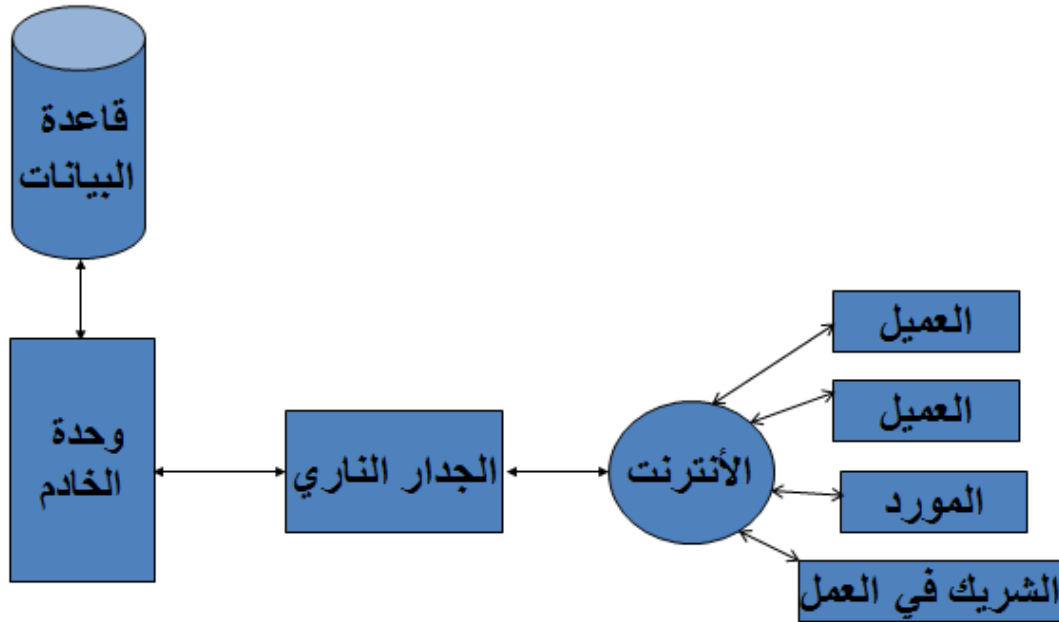 قاعدة
البيانات
العميل
العميل
وحدة
الخادم
الجدار الناري
الأنترنت
المورد
الشريك في العمل